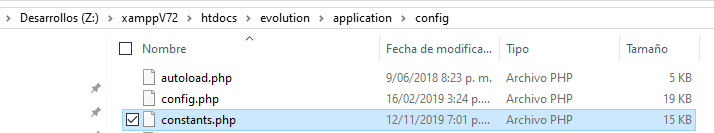 Desarrollos (Z:) > xamppV72 > htdocs > evolution > application > config
Nombre Fecha de modifica... Tipo Tamaño
autoload.php 9/06/2018 8:23 p. m. Archivo PHP 5 KB
config.php 16/02/2019 3:24 p.... Archivo PHP 19 KB
constants.php 12/11/2019 7:01 p.... Archivo PHP 15 KB